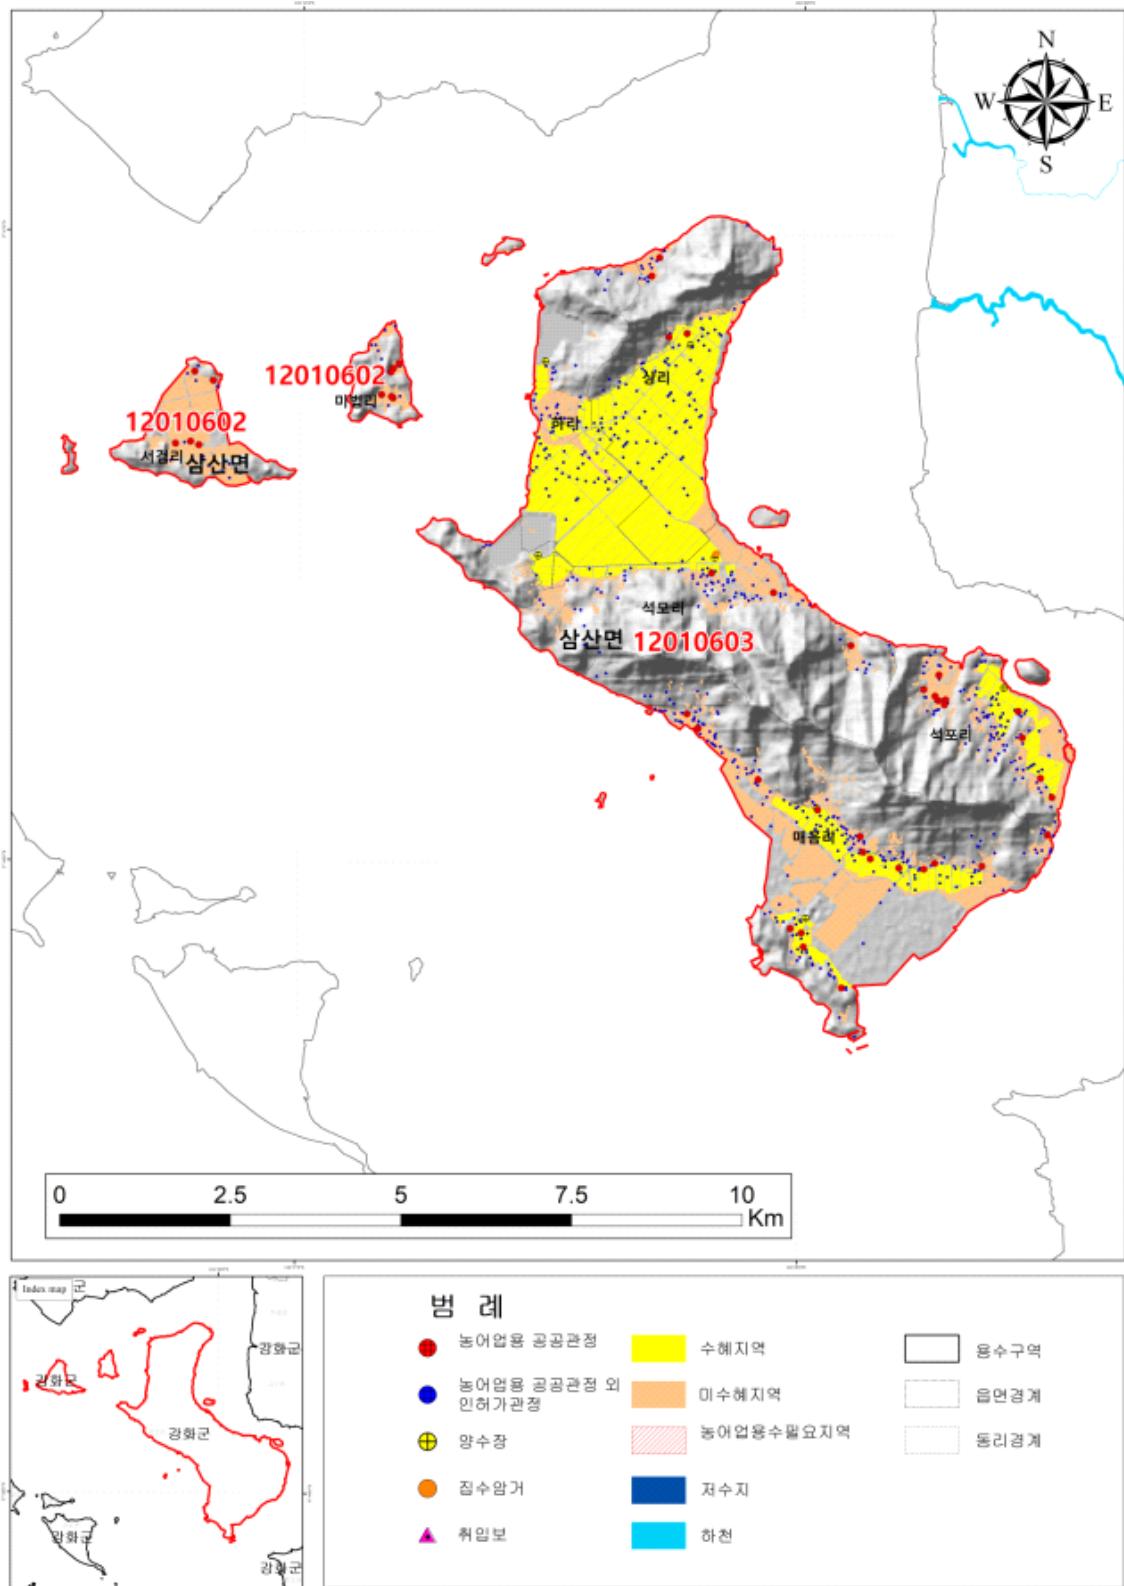 N
W
E
S
상리
12010602
마법리
하리
12010602
서검리
삼산면
석모리
삼산면
12010603
석포리
매음리
0
2.5
5
7.5
10
Km
Index map
군
강화군
강화군
강화군
강화군
강화군
범 례
농어업용 공공관정
농어업용 공공관정 외
인허가관정
양수장
집수암거
취입보
수혜지역
미수혜지역
농어업용수필요지역
저수지
하천
용수구역
읍면경계
동리경계